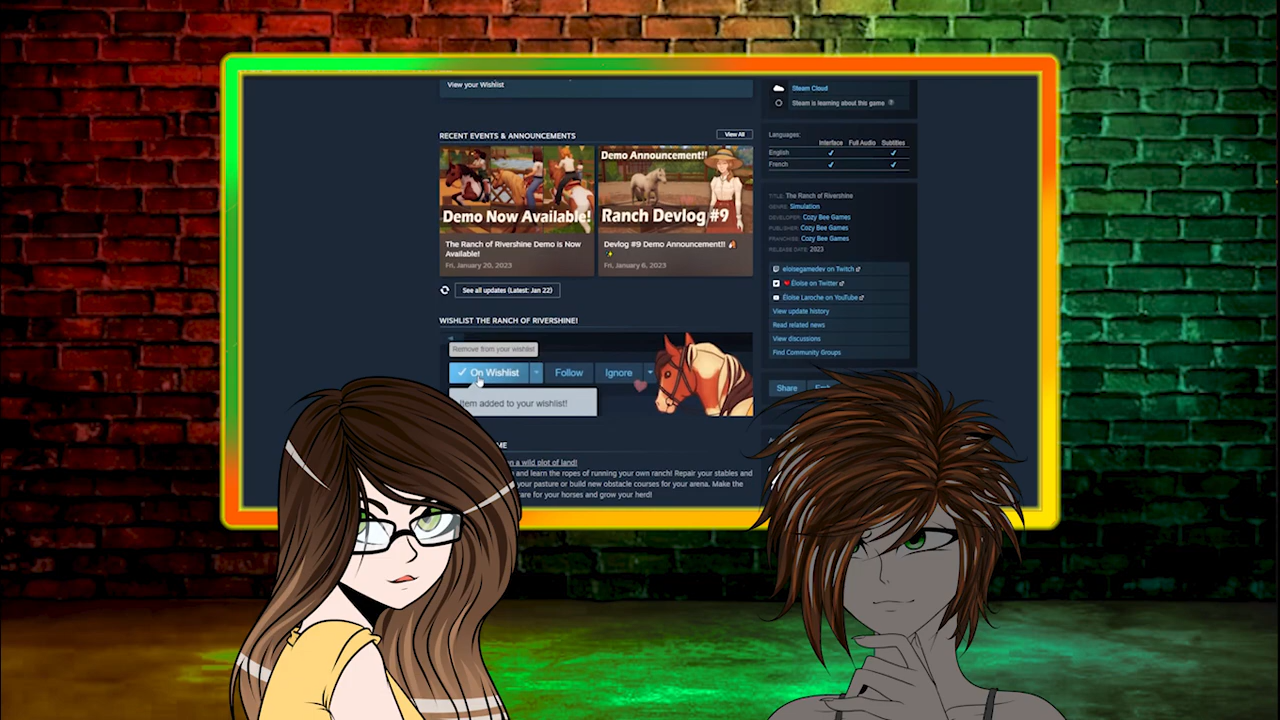 View your Wishlist
RECENT EVENTS & ANNOUNCEMENTS
View All
Demo Now Available!
The Ranch of Rivershine Demo is Now
Available!
Fri, January 20, 2023
Demo Announcement!!
Ranch Devlog #9
Devlog #9 Demo Announcement!!
Fri, January 6, 2023
See all updates (Latest: Jan 22)
WISHLIST THE RANCH OF RIVERSHINE!
Remove from your wishlist
✓ On Wishlist
Follow
Ignore
Item added to your wishlist!
ME
n a wild plot of land!
and learn the ropes of running your own ranch! Repair your stables and
your pasture or build new obstacle courses for your arena. Make the
are for your horses and grow your herd!
Steam Cloud
Steam is learning about this game ?
Languages:
Interface Full Audio Subtitles
English ✓ ✓
French ✓ ✓
TITLE: The Ranch of Rivershine
GENRE: Simulation
DEVELOPER: Cozy Bee Games
PUBLISHER: Cozy Bee Games
FRANCHISE: Cozy Bee Games
RELEASE DATE: 2023
eloisegamedev on Twitch
Éloise on Twitter
Éloise Laroche on YouTube
View update history
Read related news
View discussions
Find Community Groups
Share